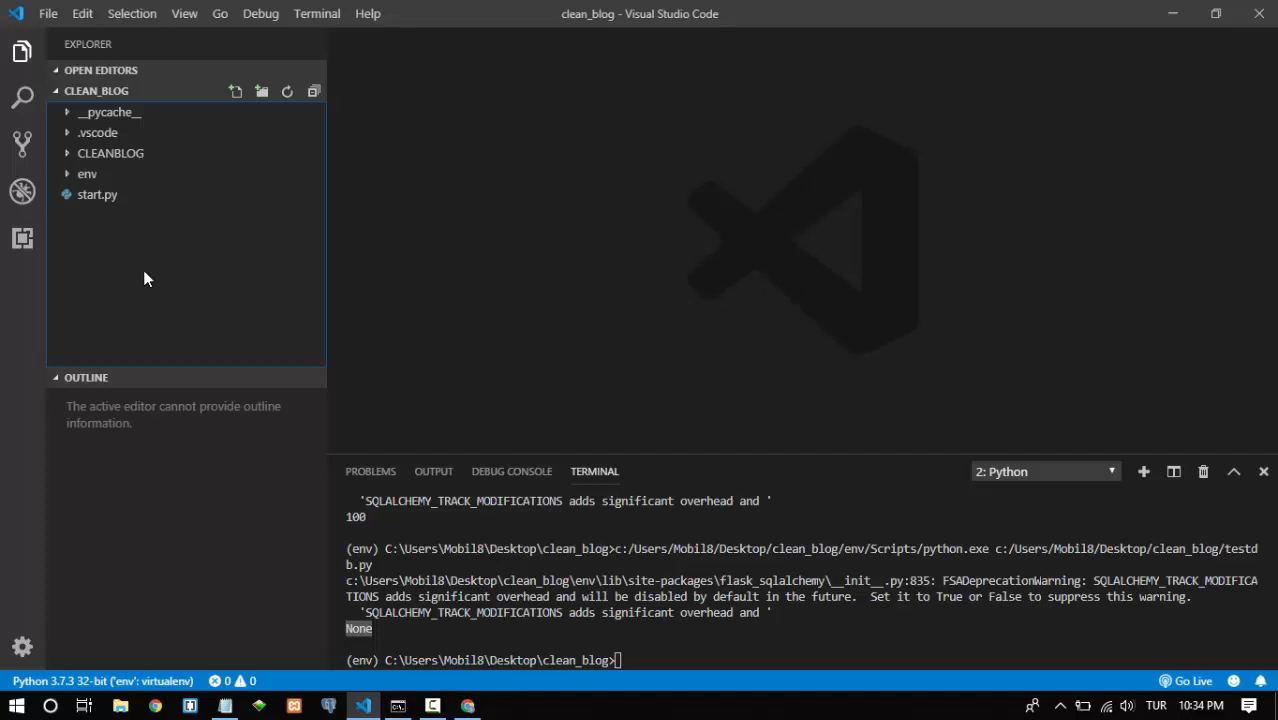 File Edit Selection View Go Debug Terminal Help
clean_blog - Visual Studio Code
EXPLORER
OPEN EDITORS
CLEAN_BLOG
__pycache__
.vscode
CLEANBLOG
env
start.py
OUTLINE
The active editor cannot provide outline
information.
PROBLEMS OUTPUT DEBUG CONSOLE TERMINAL
2: Python
'SQLALCHEMY_TRACK_MODIFICATIONS adds significant overhead and '
100
(env) C:\Users\Mobil8\Desktop\clean_blog>c:/Users/Mobil8/Desktop/clean_blog/env/Scripts/python.exe c:/Users/Mobil8/Desktop/clean_blog/testd
b.py
c:\Users\Mobil8\Desktop\clean_blog\env\lib\site-packages\flask_sqlalchemy\__init__.py:835: FSADeprecationWarning: SQLALCHEMY_TRACK_MODIFICA
TIONS adds significant overhead and will be disabled by default in the future.  Set it to True or False to suppress this warning.
'SQLALCHEMY_TRACK_MODIFICATIONS adds significant overhead and '
None
(env) C:\Users\Mobil8\Desktop\clean_blog>
Python 3.7.3 32-bit ('env': virtualenv) 0 0
Go Live
TUR 10:34 PM